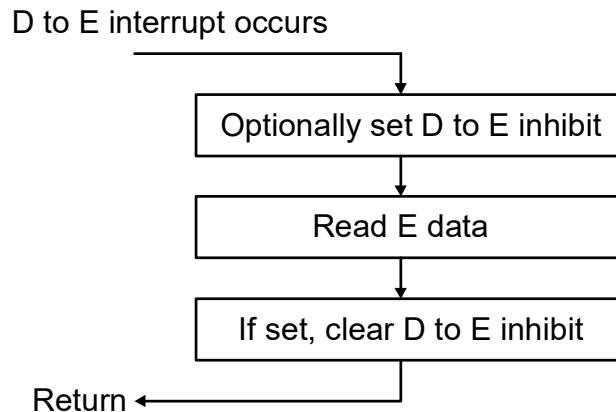 D to E interrupt occurs
Optionally set D to E inhibit
Read E data
If set, clear D to E inhibit
Return